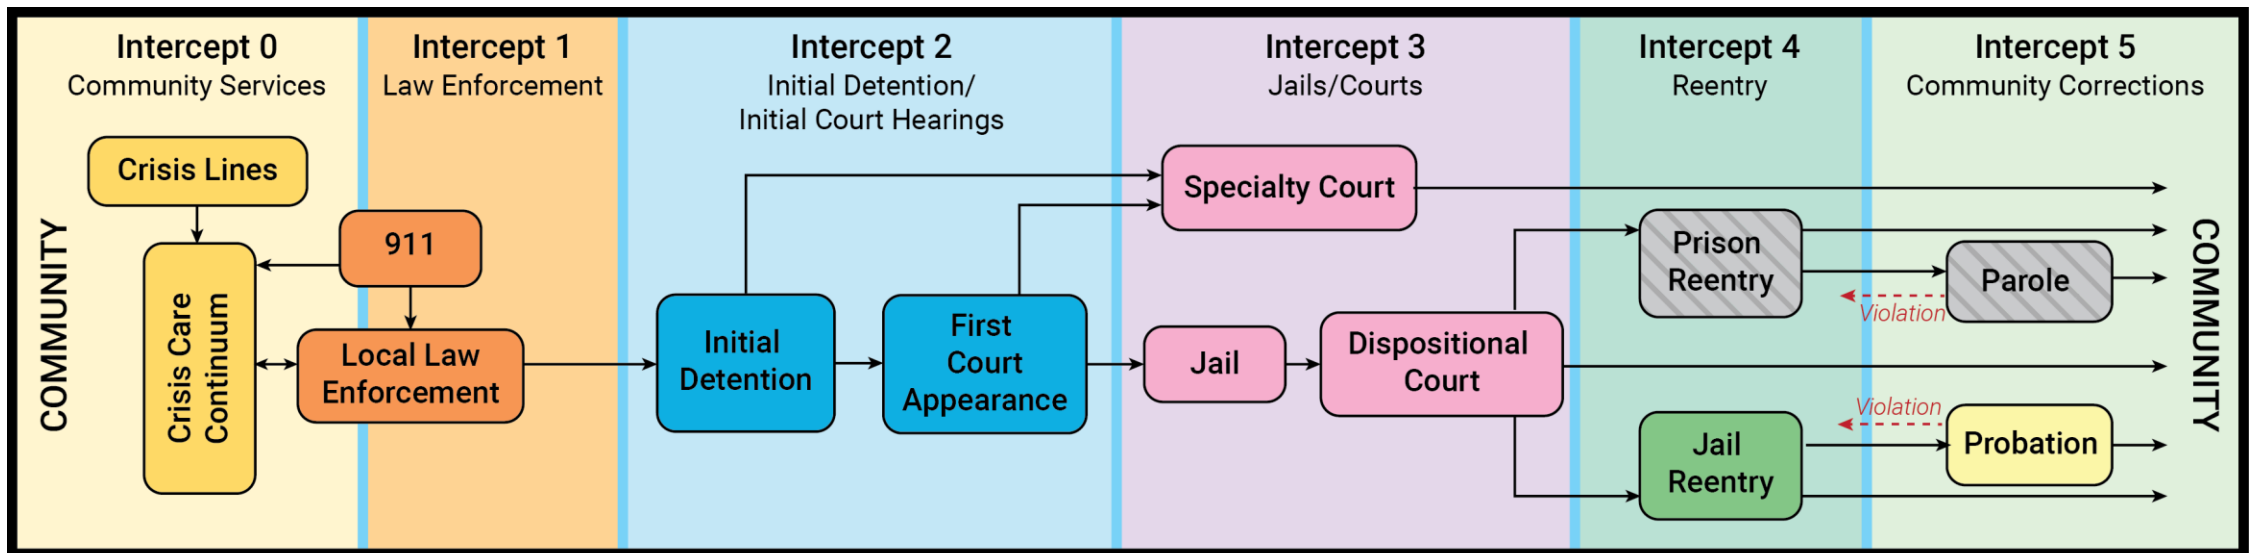 Intercept 0
Community Services
Intercept 1
Law Enforcement
Intercept 2
Initial Detention/
Initial Court Hearings
Intercept 3
Jails/Courts
Intercept 4
Reentry
Intercept 5
Community Corrections
COMMUNITY
Crisis Lines
Crisis Care
Continuum
911
Local Law
Enforcement
Initial
Detention
First
Court
Appearance
Specialty Court
Jail
Dispositional
Court
Prison
Reentry
Parole
Violation
Jail
Reentry
Violation
Probation
COMMUNITY